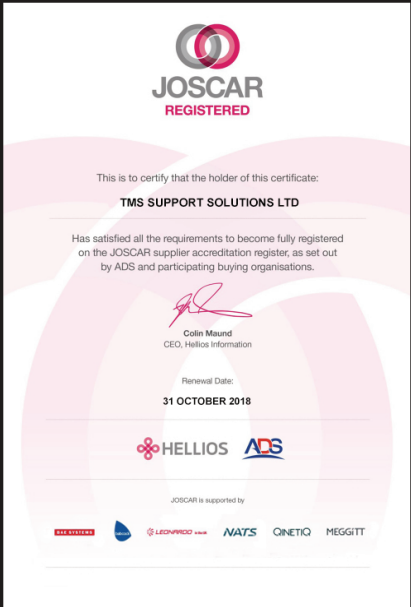 JOSCAR
REGISTERED
This is to certify that the holder of this certificate:
TMS SUPPORT SOLUTIONS LTD
Has satisfied all the requirements to become fully registered
on the JOSCAR supplier accreditation register, as set out
by ADS and participating buying organisations.
Colin Maund
CEO, Hellios Information
Renewal Date:
31 OCTOBER 2018
HELLIOS ADS
JOSCAR is supported by
BAE SYSTEMS LEONARDO NATS QINETIQ MEGGITT